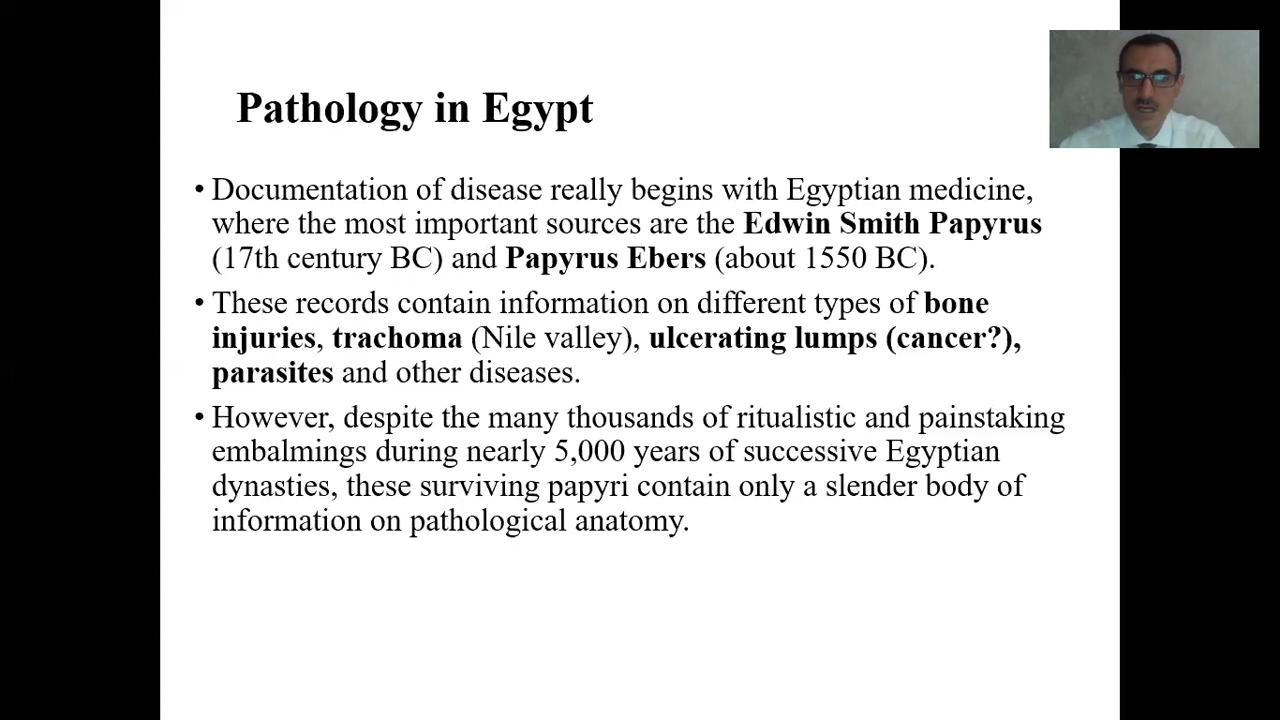 Pathology in Egypt
• Documentation of disease really begins with Egyptian medicine,
where the most important sources are the Edwin Smith Papyrus
(17th century BC) and Papyrus Ebers (about 1550 BC).
• These records contain information on different types of bone
injuries, trachoma (Nile valley), ulcerating lumps (cancer?),
parasites and other diseases.
• However, despite the many thousands of ritualistic and painstaking
embalmings during nearly 5,000 years of successive Egyptian
dynasties, these surviving papyri contain only a slender body of
information on pathological anatomy.